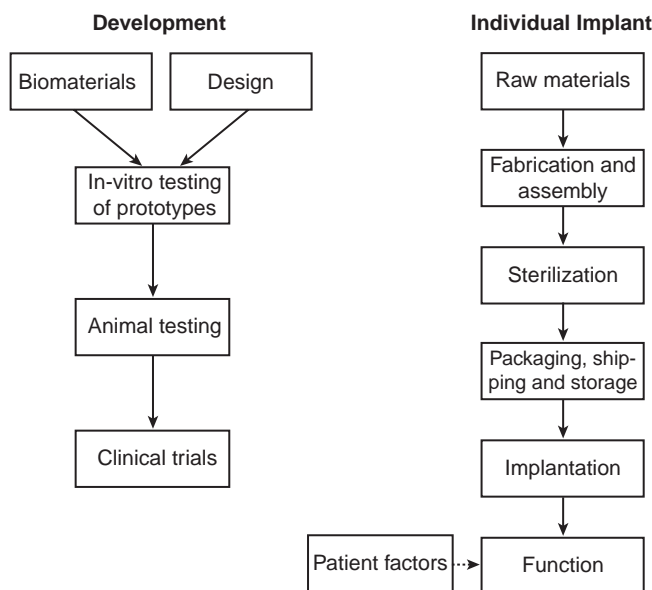 Development
Biomaterials
Design
In-vitro testing
of prototypes
Animal testing
Clinical trials
Individual Implant
Raw materials
Fabrication and
assembly
Sterilization
Packaging, ship-
ping and storage
Implantation
Patient factors
Function